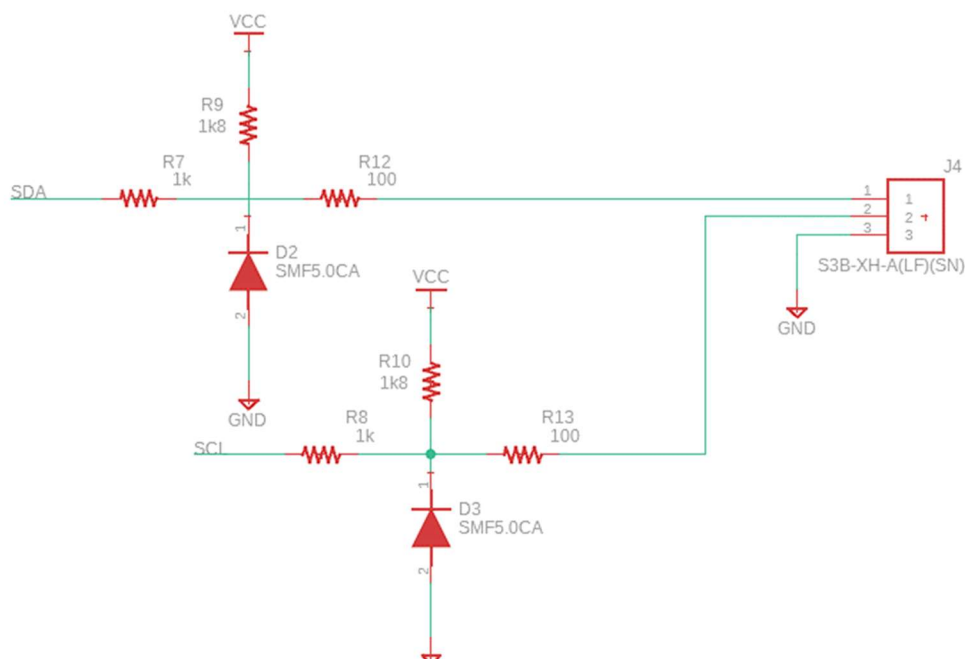 VCC
R9
1k8
R7
1k
R12
100
SDA
J4
1
2
3
1
2
3
S3B-XH-A(LF)(SN)
1
D2
SMF5.0CA
2
GND
GND
VCC
R10
1k8
R8
1k
R13
100
SCL
1
D3
SMF5.0CA
2